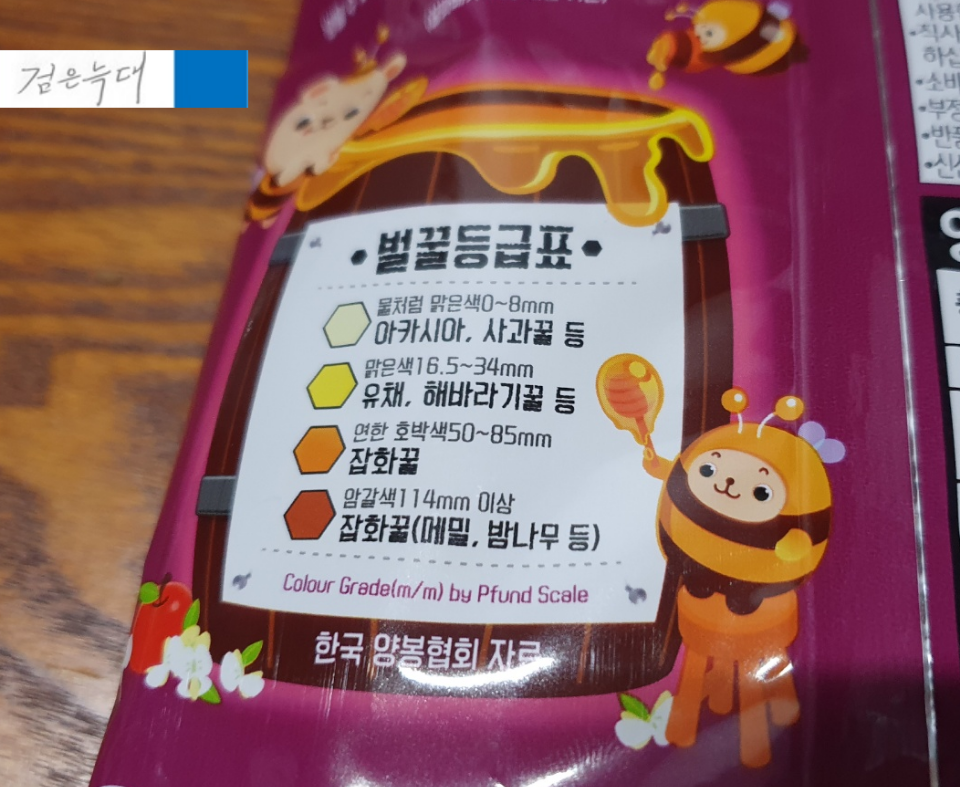 검은늑대
벌꿀등급표
물처럼 맑은색0~8mm
아카시아, 사과꿀 등
맑은색16.5~34mm
유채, 해바라기꿀 등
연한 호박색50~85mm
잡화꿀
암갈색114mm 이상
잡화꿀(메밀, 밤나무 등)
Colour Grade(m/m) by Pfund Scale
한국 양봉협회 자료